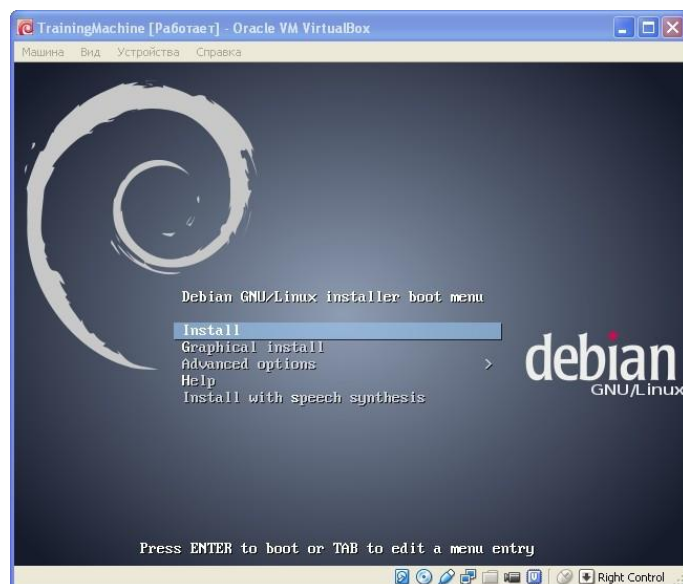 TrainingMachine [Работает] - Oracle VM VirtualBox
Машина Вид Устройства Справка
Debian GNU/Linux installer boot menu
Install
Graphical install
Advanced options >
Help
Install with speech synthesis
debian
GNU/Linux
Press ENTER to boot or TAB to edit a menu entry
Right Control